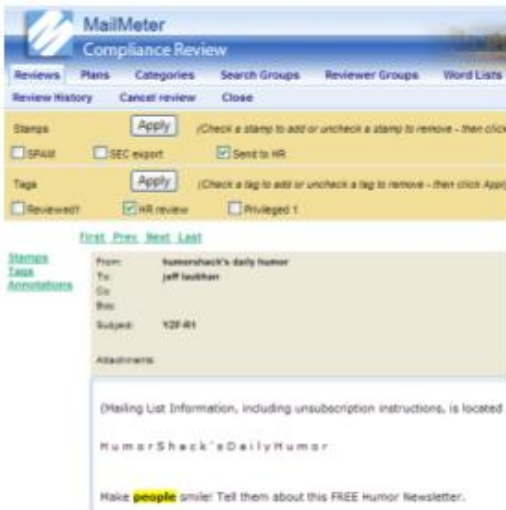 MailMeter
Compliance Review
Reviews Plans Categories Search Groups Reviewer Groups Word Lists
Review History Cancel review Close
Stamps Apply (Check a stamp to add or uncheck a stamp to remove - then click
SPAM SEC export Send to HR
Tags Apply (Check a tag to add or uncheck a tag to remove - then click Apply
Reviewed1 HR review Privileged 1
First Prev Next Last
Stamps
Tags
Annotations
From: humorshack's daily humor
To: jeff laubhan
Cc:
Bcc:
Subject: YZF-R1
Attachments
(Mailing List Information, including unsubscription instructions, is located
H u m o r S h a c k ' s D a i l y H u m o r
Make people smile! Tell them about this FREE Humor Newsletter.